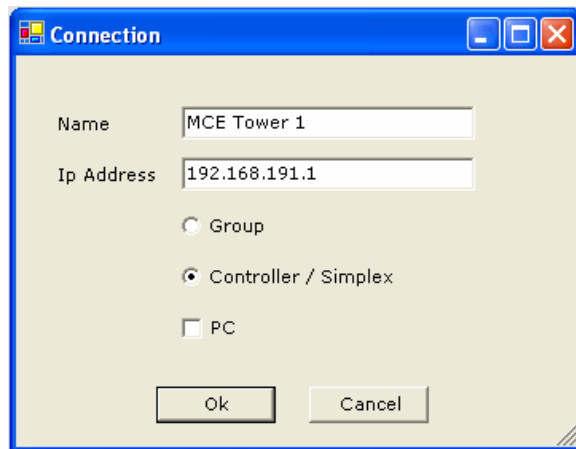 Connection
Name MCE Tower 1
Ip Address 192.168.191.1
Group
Controller / Simplex
PC
Ok Cancel